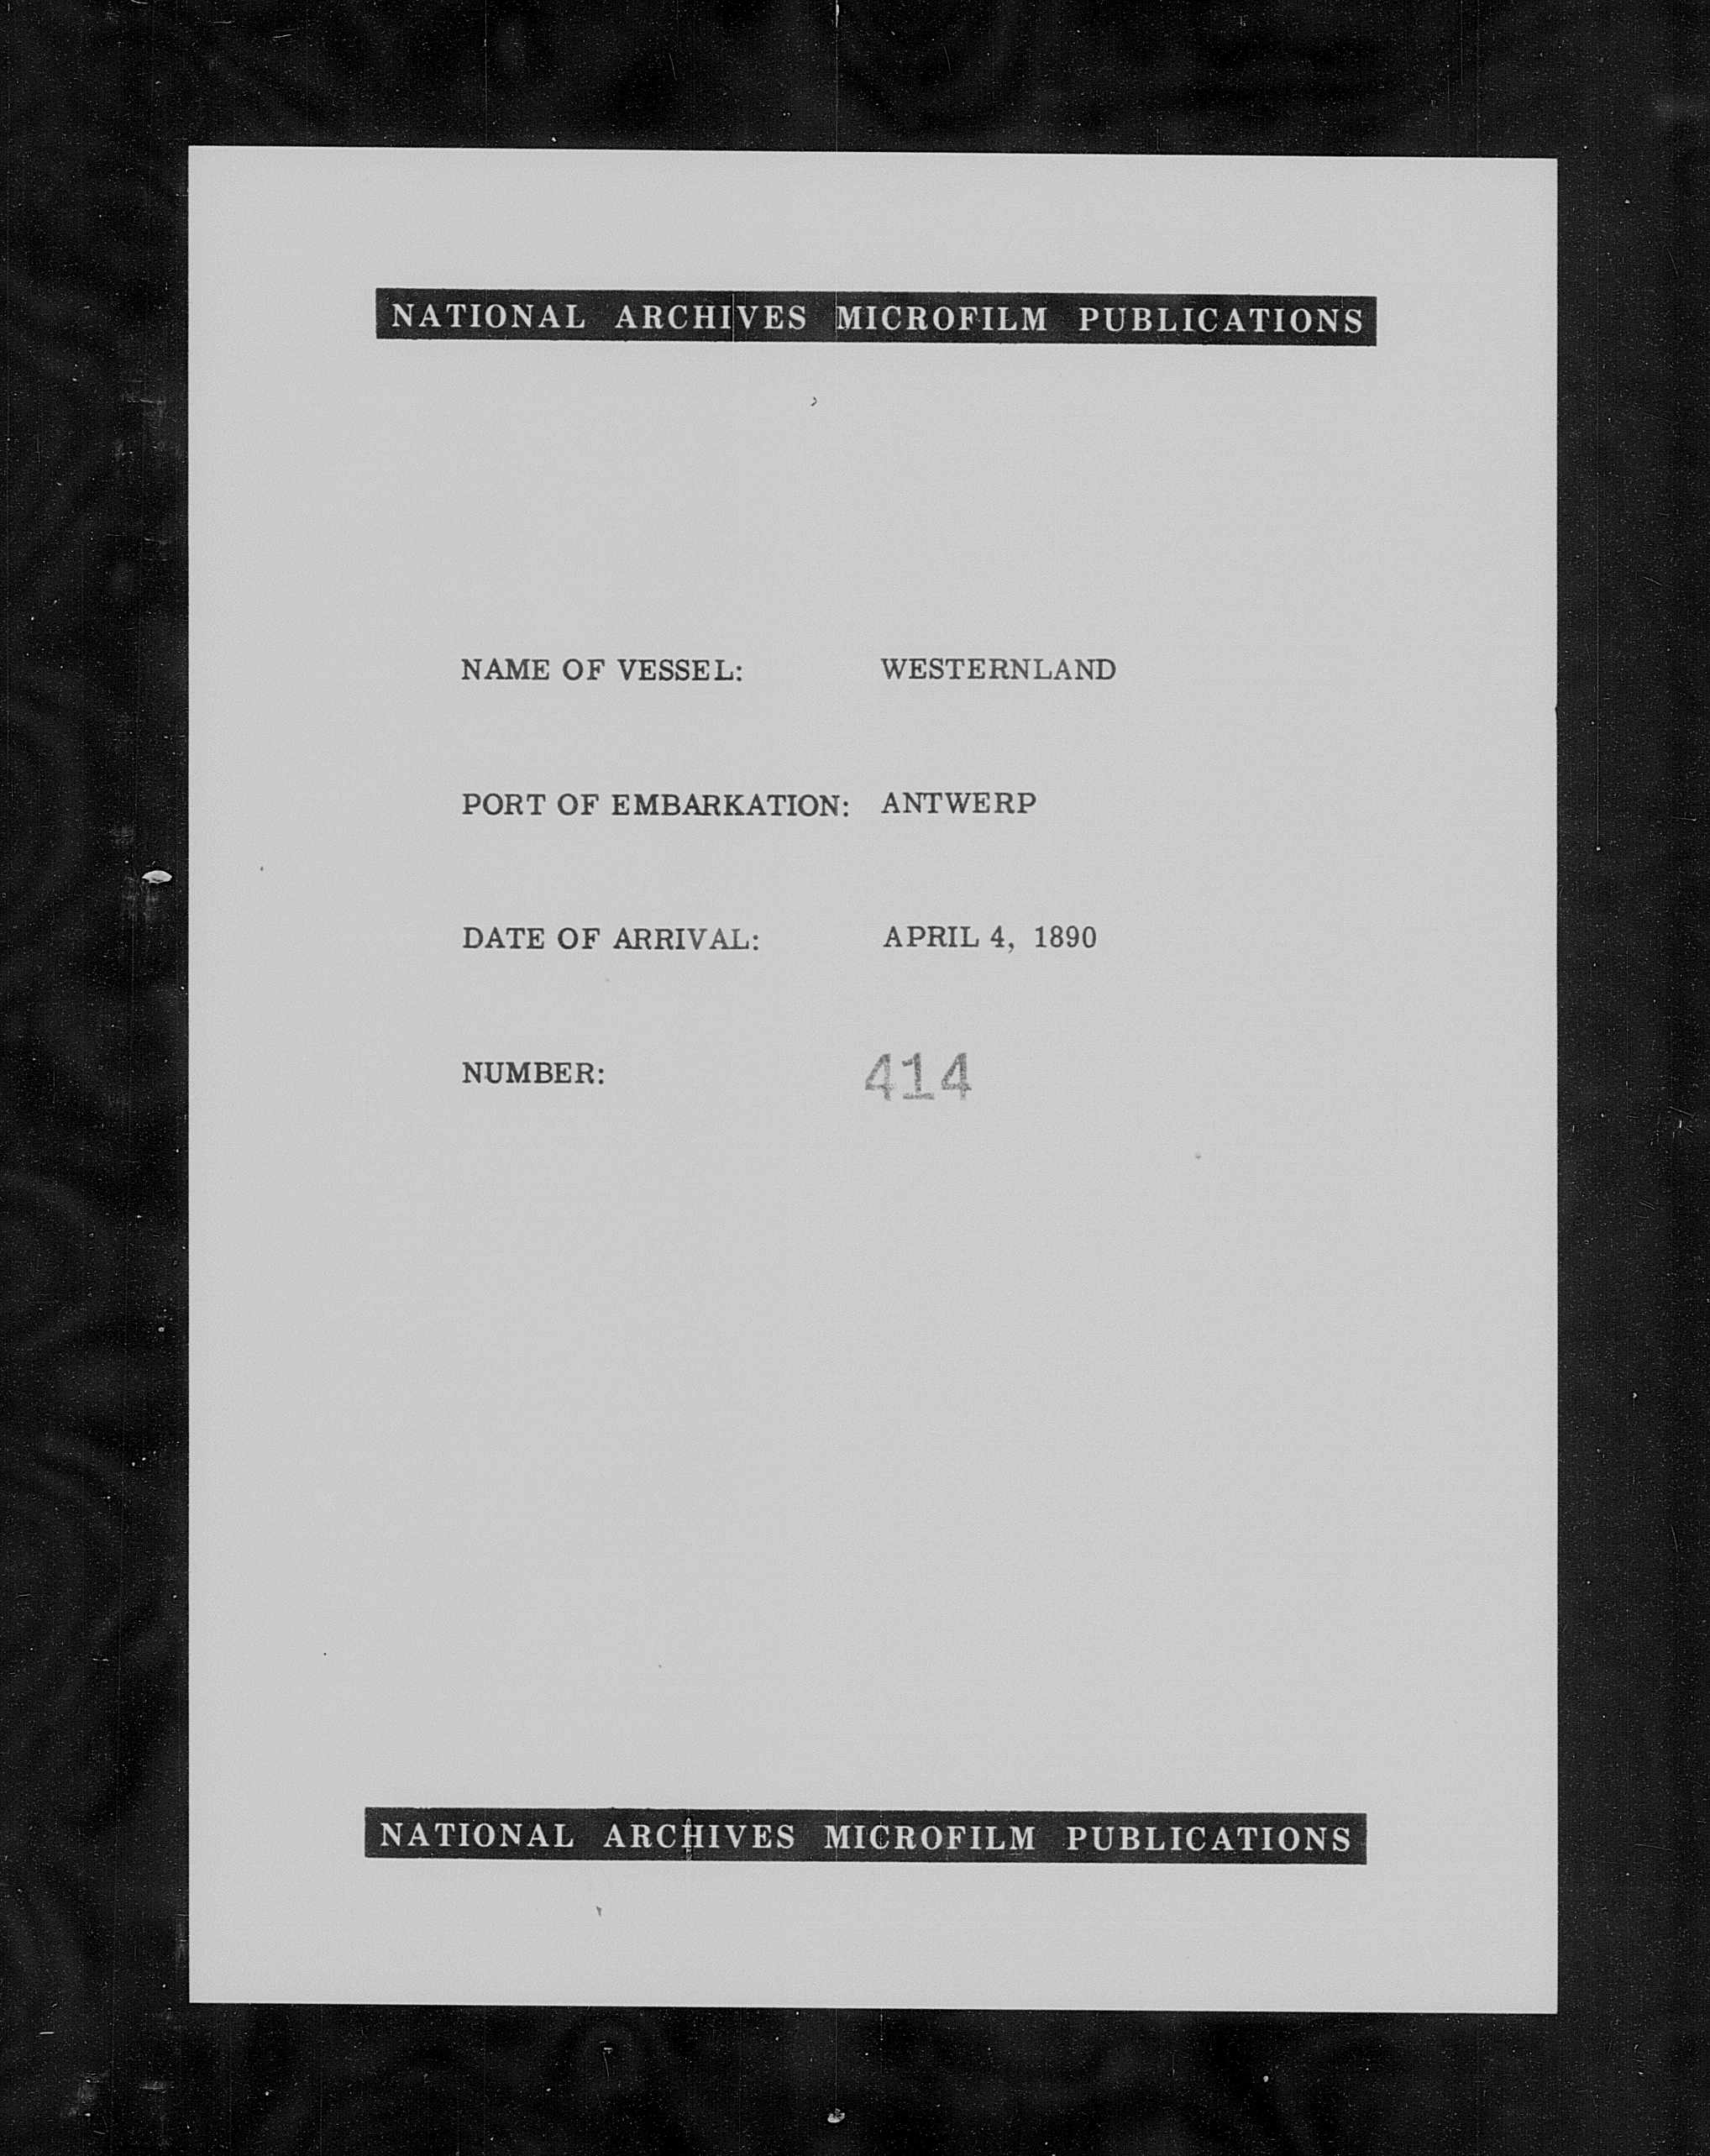 NATIONAL ARCHIVES MICROFILM PUBLICATIONS
NAME OF VESSEL: WESTERNLAND
PORT OF EMBARKATION: ANTWERP
DATE OF ARRIVAL: APRIL 4, 1890
NUMBER: 414
NATIONAL ARCHIVES MICROFILM PUBLICATIONS